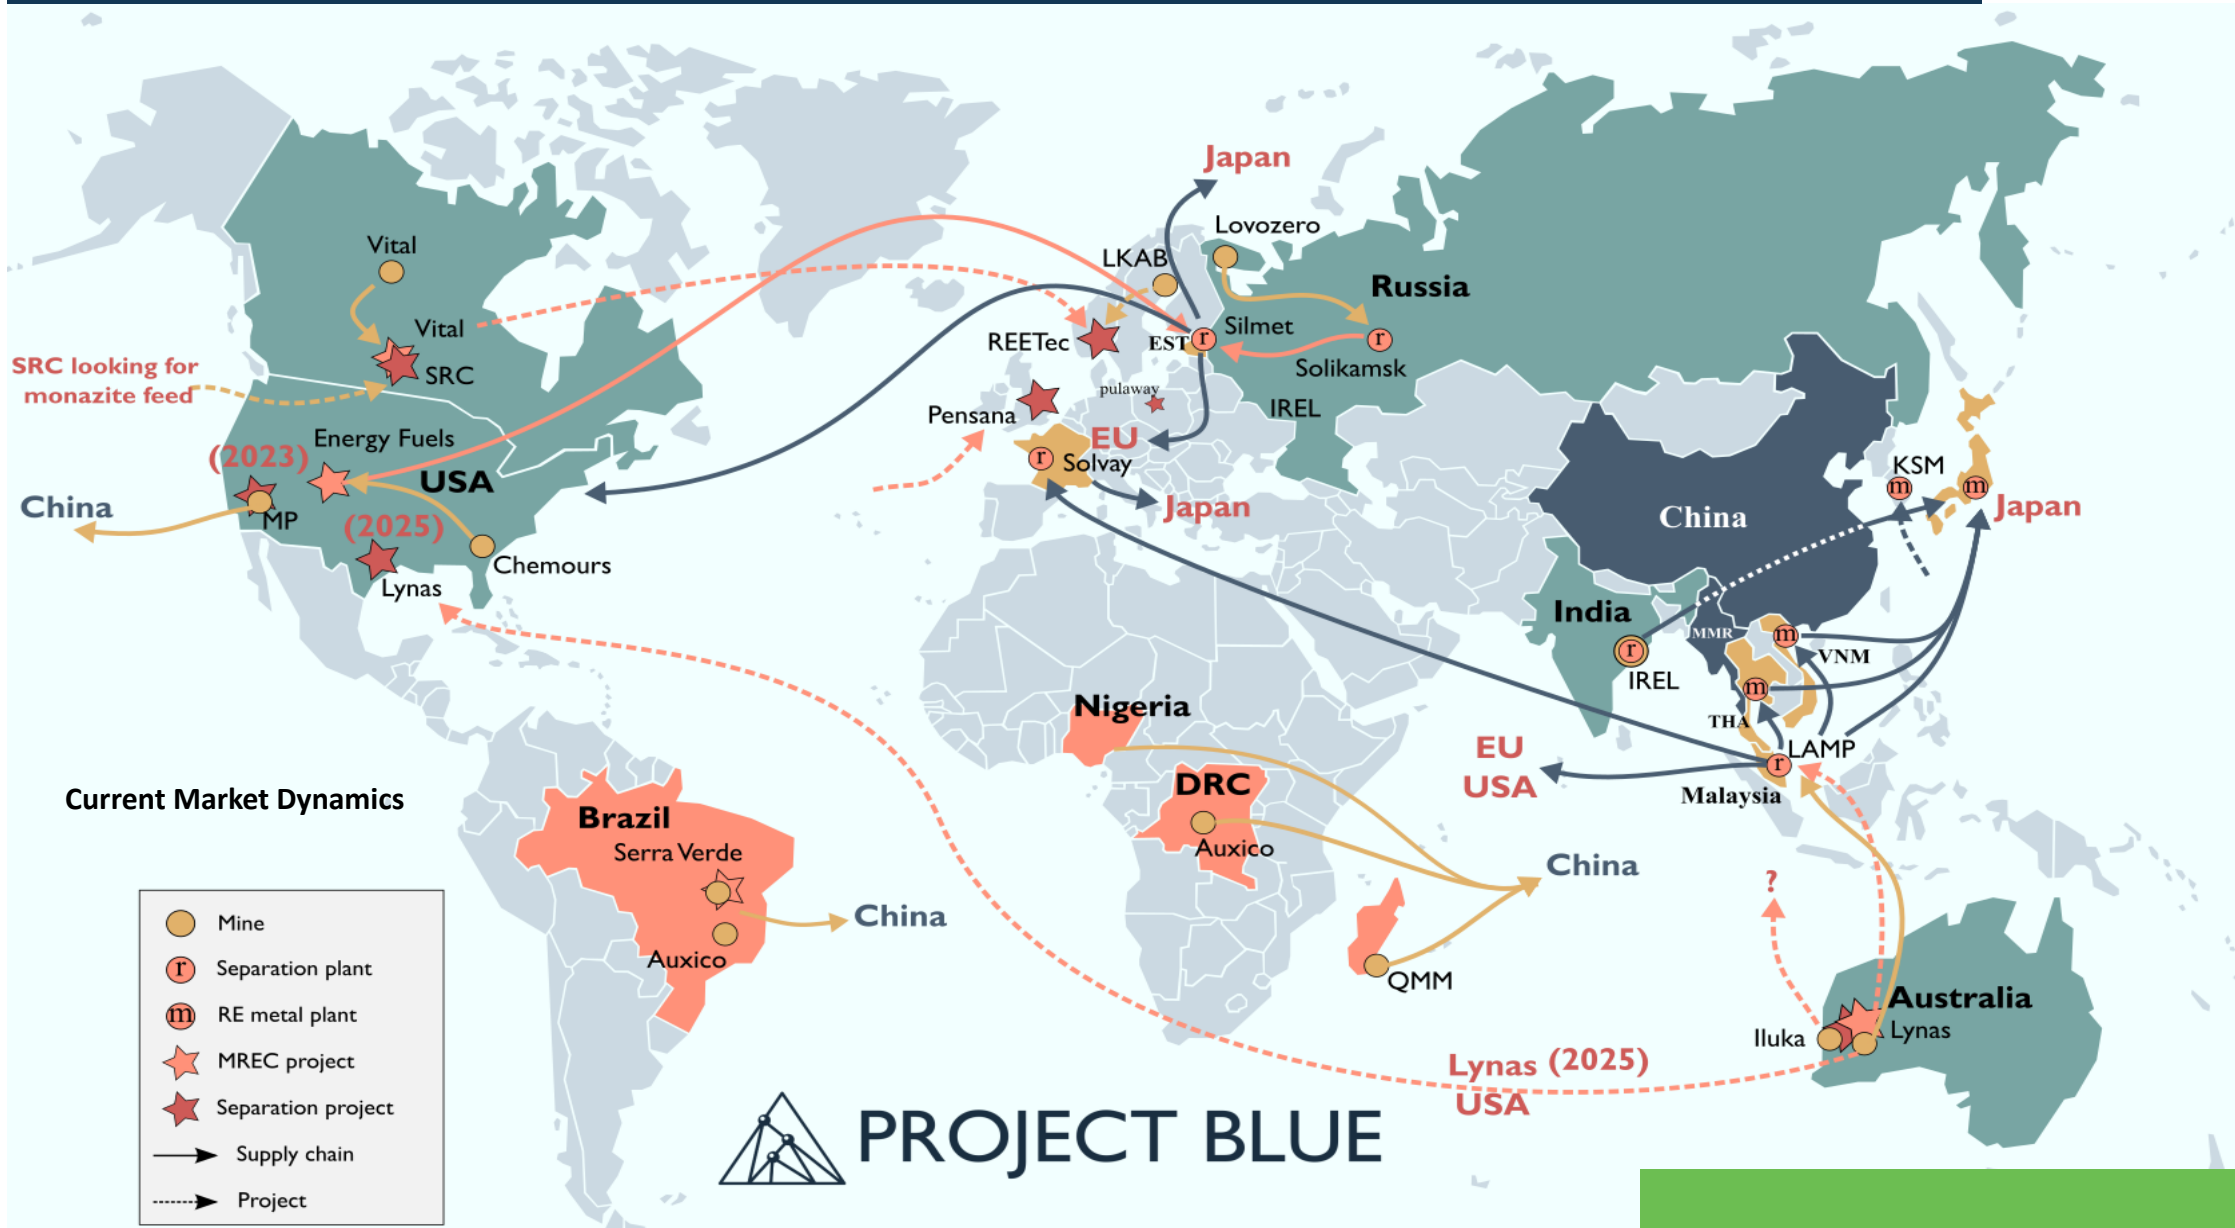 Japan
Lovozero
Vital
LKAB
Russia
Vital
Silmet
REETec
EST
r
r
Solikamsk
SRC looking for
monazite feed
SRC
pulaway
Pensana
IREL
Energy Fuels
EU
(2023)
r
Solvay
USA
KSM
China
m
m
Japan
Japan
China
MP
(2025)
Chemours
Lynas
India
MMR
m
r
VNM
IREL
m
Nigeria
THA
EU
USA
LAMP
r
Malaysia
DRC
Current Market Dynamics
Brazil
Serra Verde
Auxico
China
?
China
Auxico
QMM
Australia
Lynas
Iluka
Lynas (2025)
USA
PROJECT BLUE
Mine
r Separation plant
m RE metal plant
MREC project
Separation project
Supply chain
Project